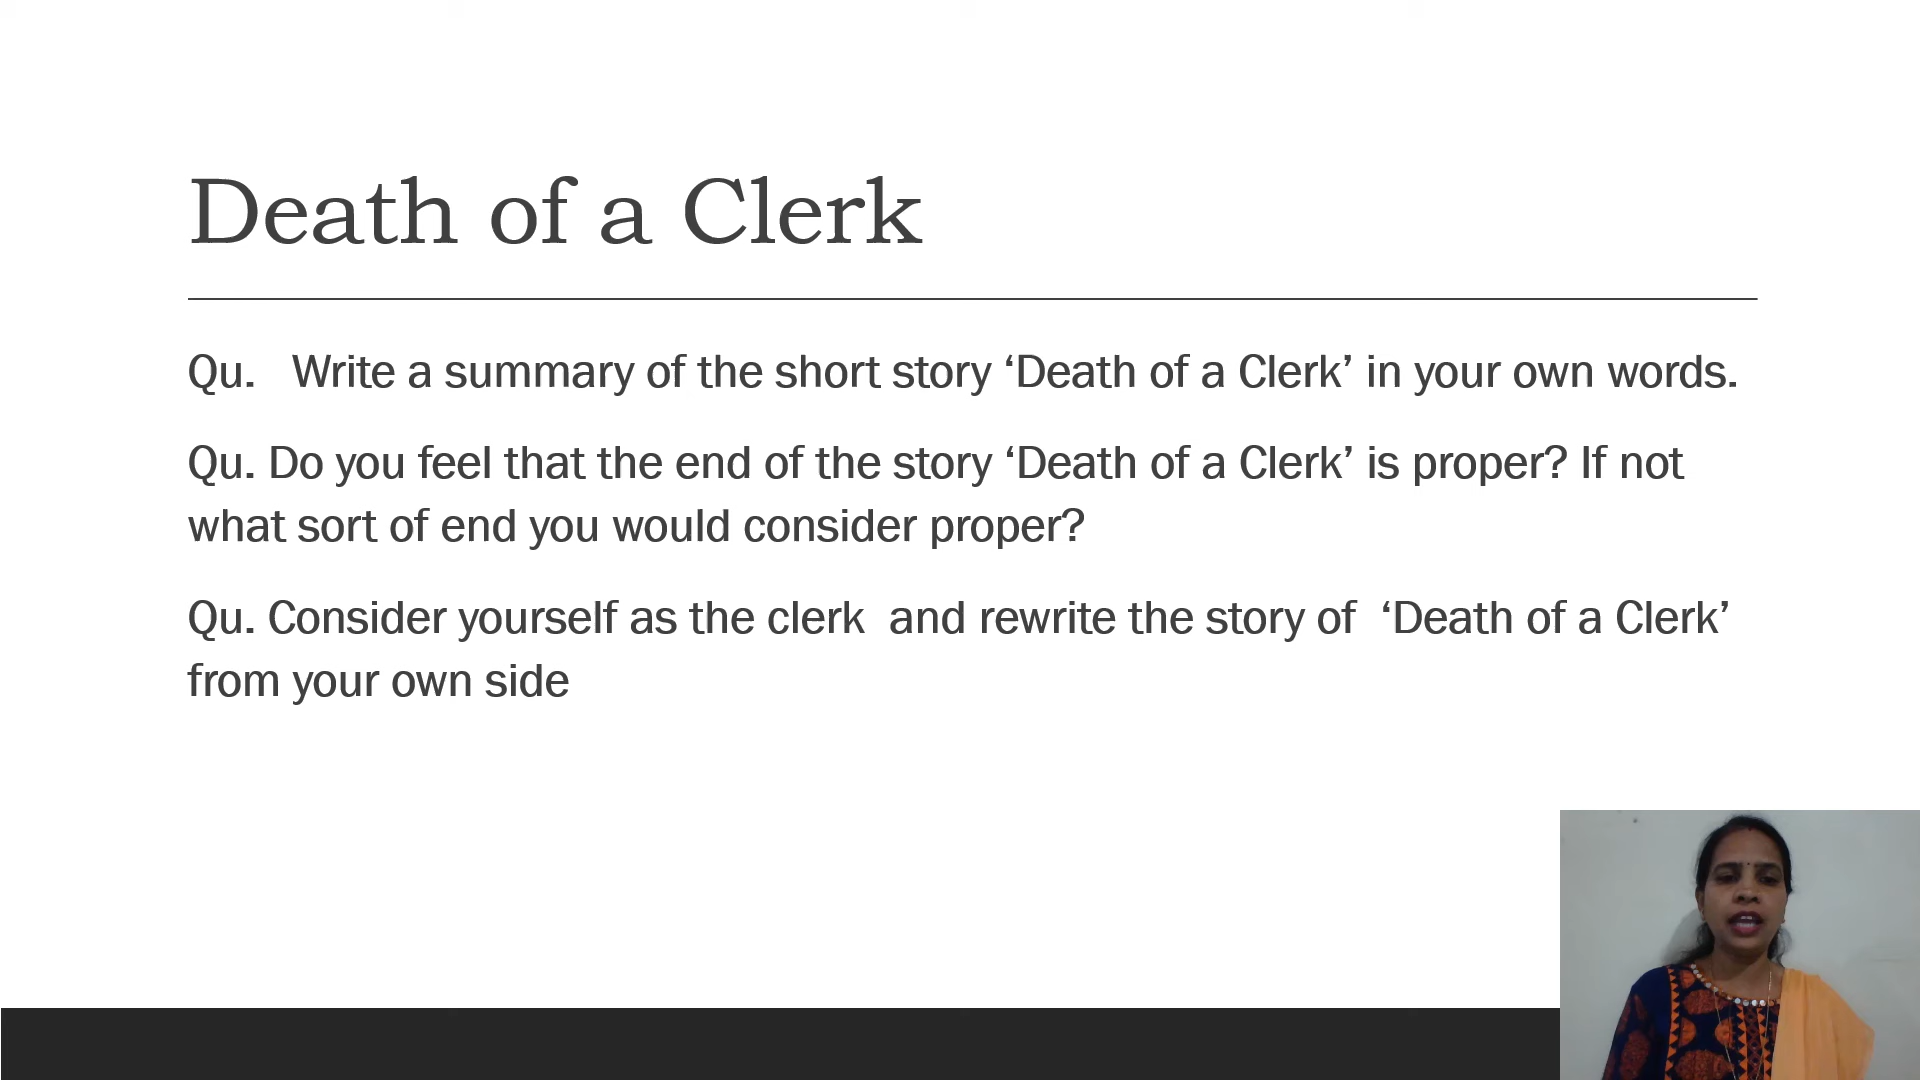 Death of a Clerk
Qu.   Write a summary of the short story ‘Death of a Clerk’ in your own words.
Qu. Do you feel that the end of the story ‘Death of a Clerk’ is proper? If not
what sort of end you would consider proper?
Qu. Consider yourself as the clerk  and rewrite the story of  ‘Death of a Clerk’
from your own side